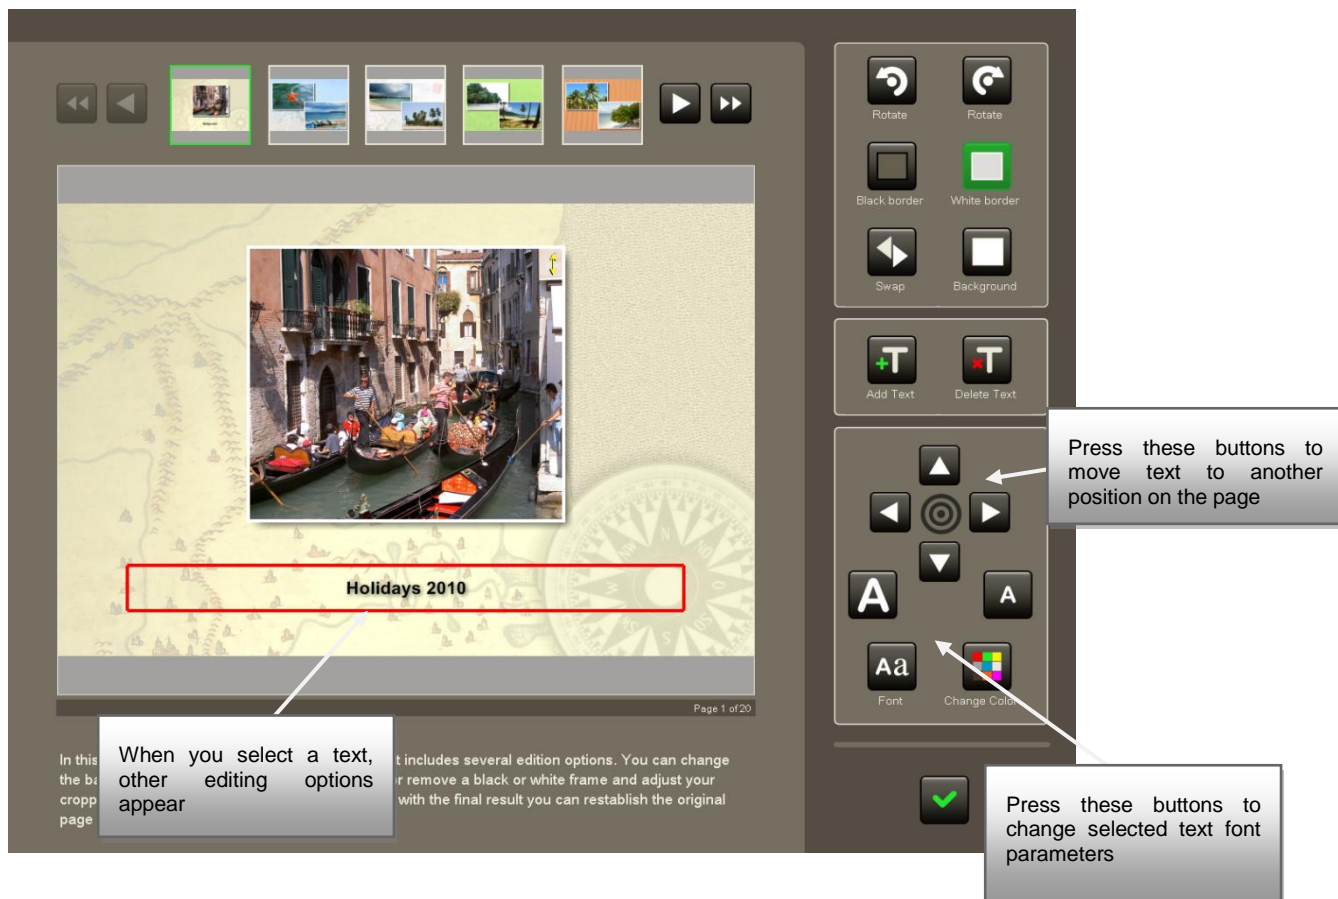 Rotate Rotate
Black border White border
Swap Background
Add Text Delete Text
Press these buttons to
move text to another
position on the page
Holidays 2010
A A
Aa
Font Change Color
Page 1 of 20
When you select a text,
other editing options
appear
In this t includes several edition options. You can change
the ba r remove a black or white frame and adjust your
cropp with the final result you can restablish the original
page
Press these buttons to
change selected text font
parameters